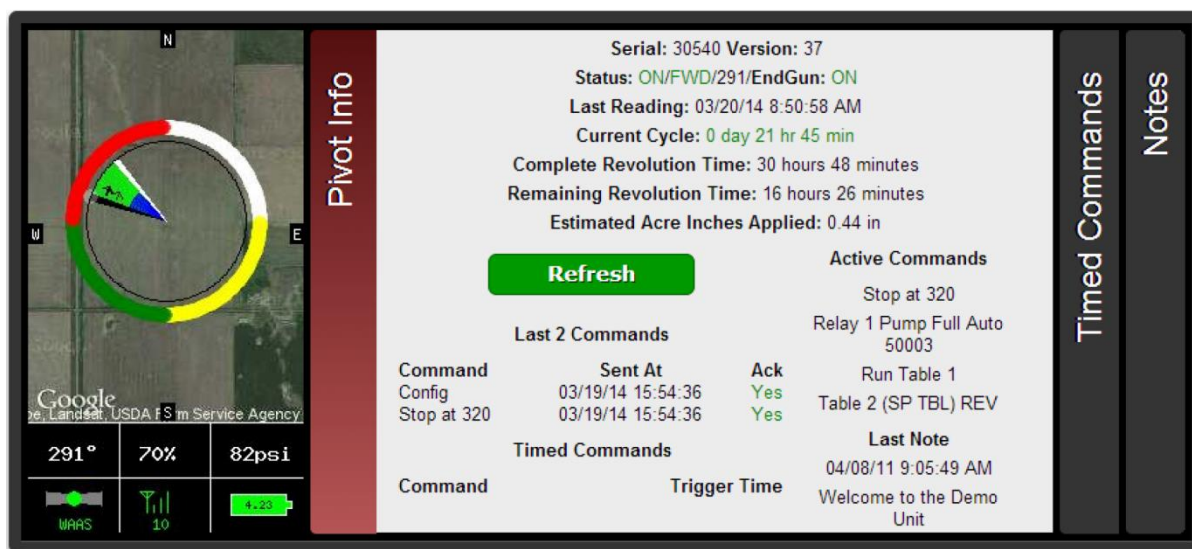 N
W
E
S
Google
be, Landsat, USDA F m Service Agency
291°
70%
82psi
WAAS
10
4.23
Pivot Info
Serial: 30540 Version: 37
Status: ON/FWD/291/EndGun: ON
Last Reading: 03/20/14 8:50:58 AM
Current Cycle: 0 day 21 hr 45 min
Complete Revolution Time: 30 hours 48 minutes
Remaining Revolution Time: 16 hours 26 minutes
Estimated Acre Inches Applied: 0.44 in
Refresh
Last 2 Commands
Command Sent At Ack
Config 03/19/14 15:54:36 Yes
Stop at 320 03/19/14 15:54:36 Yes
Timed Commands
Command Trigger Time
Active Commands
Stop at 320
Relay 1 Pump Full Auto
50003
Run Table 1
Table 2 (SP TBL) REV
Last Note
04/08/11 9:05:49 AM
Welcome to the Demo
Unit
Timed Commands
Notes